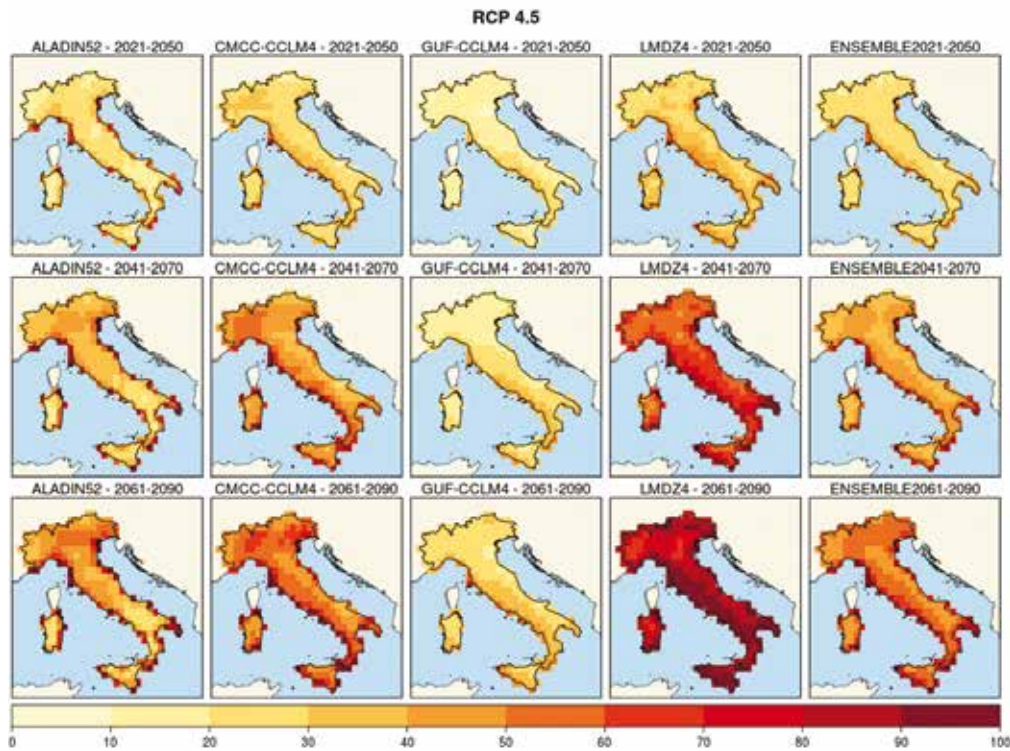 RCP 4.5
ALADIN52 - 2021-2050 CMCC-CCLM4 - 2021-2050 GUF-CCLM4 - 2021-2050 LMDZ4 - 2021-2050 ENSEMBLE2021-2050
ALADIN52 - 2041-2070 CMCC-CCLM4 - 2041-2070 GUF-CCLM4 - 2041-2070 LMDZ4 - 2041-2070 ENSEMBLE2041-2070
ALADIN52 - 2061-2090 CMCC-CCLM4 - 2061-2090 GUF-CCLM4 - 2061-2090 LMDZ4 - 2061-2090 ENSEMBLE2061-2090
0 10 20 30 40 50 60 70 80 90 100